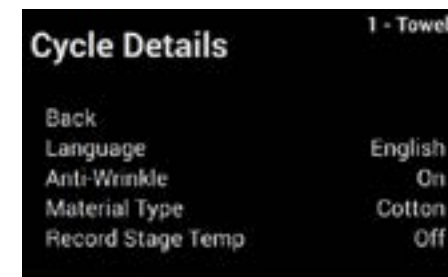 Cycle Details
1 - Towel
Back
Language English
Anti-Wrinkle On
Material Type Cotton
Record Stage Temp Off